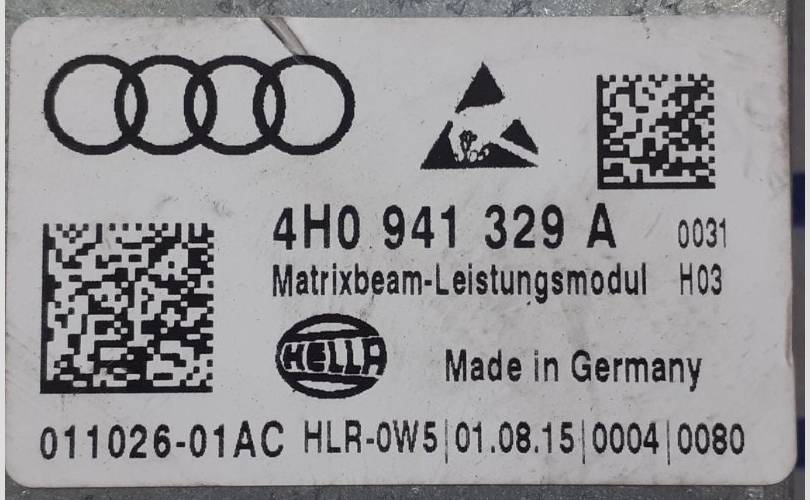 4H0 941 329 A 0031
Matrixbeam-Leistungsmodul H03
HELLA
Made in Germany
011026-01AC HLR-0W5|01.08.15|0004|0080